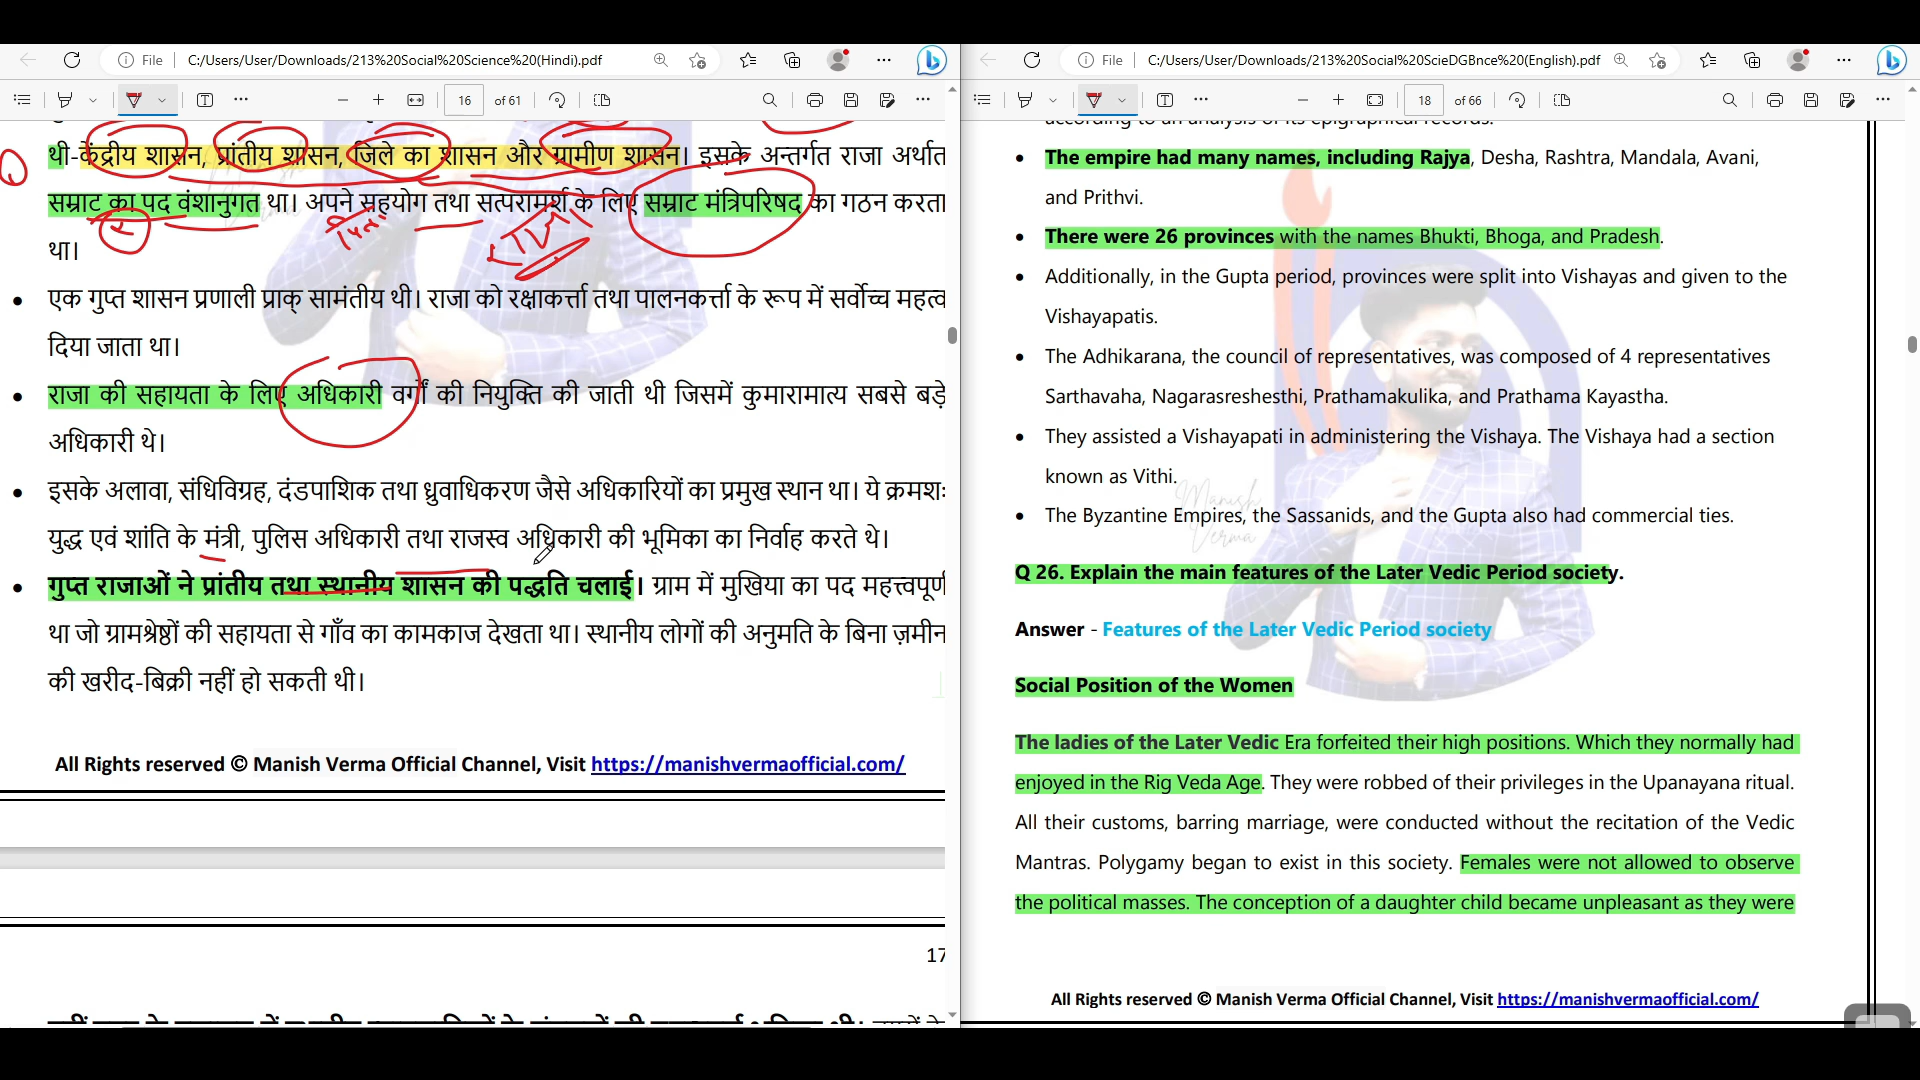 File C:/Users/User/Downloads/213%20Social%20Science%20(Hindi).pdf
16 of 61
थी-केंद्रीय शासन, प्रांतीय शासन, जिले का शासन और ग्रामीण शासन। इसके अन्तर्गत राजा अर्थात
सम्राट का पद वंशानुगत था। अपने सहयोग तथा सत्परामर्श के लिए सम्राट मंत्रिपरिषद का गठन करता
था।
• एक गुप्त शासन प्रणाली प्राक् सामंतीय थी। राजा को रक्षाकर्त्ता तथा पालनकर्त्ता के रूप में सर्वोच्च महत्व
दिया जाता था।
• राजा की सहायता के लिए अधिकारी वर्गों की नियुक्ति की जाती थी जिसमें कुमारामात्य सबसे बड़े
अधिकारी थे।
• इसके अलावा, संधिविग्रह, दंडपाशिक तथा ध्रुवाधिकरण जैसे अधिकारियों का प्रमुख स्थान था। ये क्रमशः
युद्ध एवं शांति के मंत्री, पुलिस अधिकारी तथा राजस्व अधिकारी की भूमिका का निर्वाह करते थे।
• गुप्त राजाओं ने प्रांतीय तथा स्थानीय शासन की पद्धति चलाई। ग्राम में मुखिया का पद महत्त्वपूर्ण
था जो ग्रामश्रेष्ठों की सहायता से गाँव का कामकाज देखता था। स्थानीय लोगों की अनुमति के बिना ज़मीन
की खरीद-बिक्री नहीं हो सकती थी।
All Rights reserved © Manish Verma Official Channel, Visit https://manishvermaofficial.com/
17
File C:/Users/User/Downloads/213%20Social%20ScieDGBnce%20(English).pdf
18 of 66
according to an analysis of its epigraphical records.
• The empire had many names, including Rajya, Desha, Rashtra, Mandala, Avani,
and Prithvi.
• There were 26 provinces with the names Bhukti, Bhoga, and Pradesh.
• Additionally, in the Gupta period, provinces were split into Vishayas and given to the
Vishayapatis.
• The Adhikarana, the council of representatives, was composed of 4 representatives
Sarthavaha, Nagarasreshesthi, Prathamakulika, and Prathama Kayastha.
• They assisted a Vishayapati in administering the Vishaya. The Vishaya had a section
known as Vithi.
• The Byzantine Empires, the Sassanids, and the Gupta also had commercial ties.
Manish
Verma
Q 26. Explain the main features of the Later Vedic Period society.
Answer - Features of the Later Vedic Period society
Social Position of the Women
The ladies of the Later Vedic Era forfeited their high positions. Which they normally had
enjoyed in the Rig Veda Age. They were robbed of their privileges in the Upanayana ritual.
All their customs, barring marriage, were conducted without the recitation of the Vedic
Mantras. Polygamy began to exist in this society. Females were not allowed to observe
the political masses. The conception of a daughter child became unpleasant as they were
All Rights reserved © Manish Verma Official Channel, Visit https://manishvermaofficial.com/